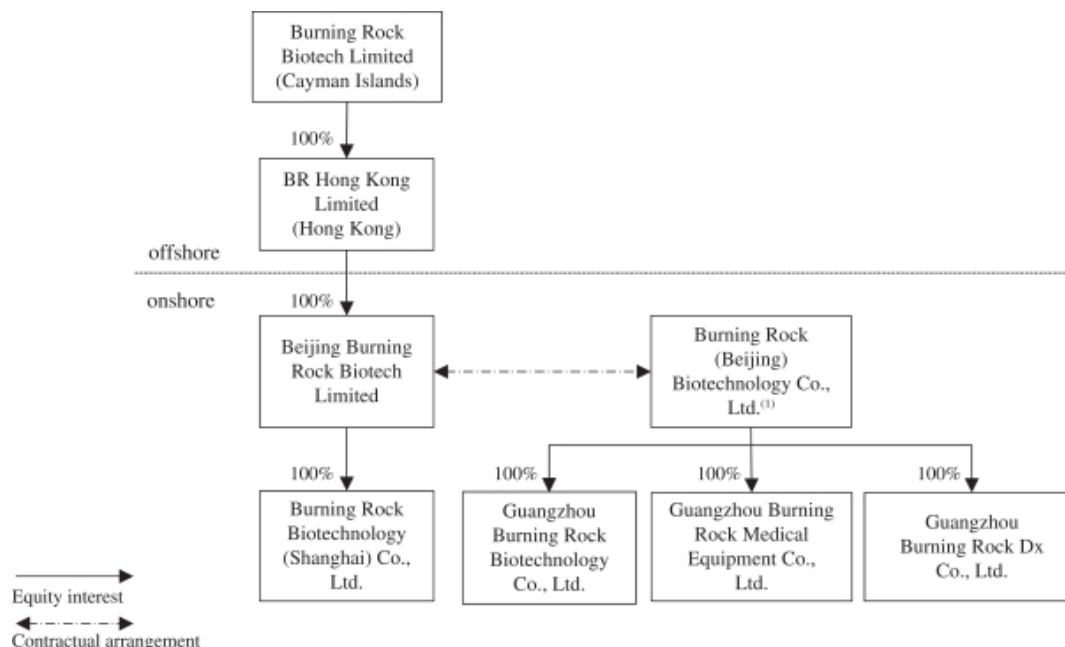 Burning Rock
Biotech Limited
(Cayman Islands)
100%
BR Hong Kong
Limited
(Hong Kong)
offshore
onshore
100%
Beijing Burning
Rock Biotech
Limited
Burning Rock
(Beijing)
Biotechnology Co.,
Ltd.(1)
100%
100%
100%
100%
Burning Rock
Biotechnology
(Shanghai) Co.,
Ltd.
Guangzhou
Burning Rock
Biotechnology
Co., Ltd.
Guangzhou Burning
Rock Medical
Equipment Co.,
Ltd.
Guangzhou
Burning Rock Dx
Co., Ltd.
Equity interest
Contractual arrangement